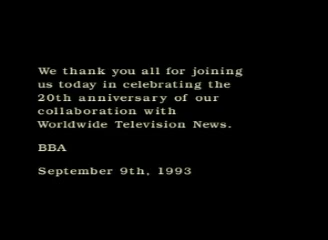 We thank you all for joining
us today in celebrating the
20th anniversary of our
collaboration with
Worldwide Television News.
BBA
September 9th, 1993